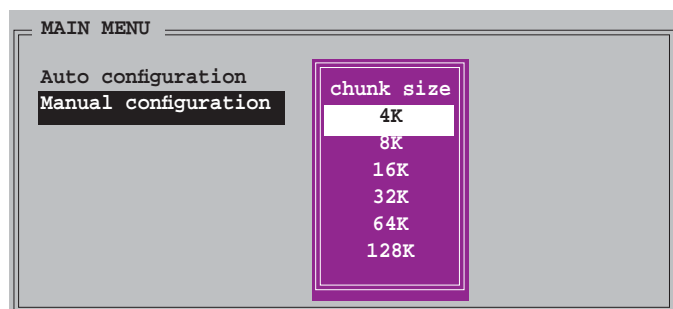 MAIN MENU
Auto configuration
Manual configuration
chunk size
4K
8K
16K
32K
64K
128K